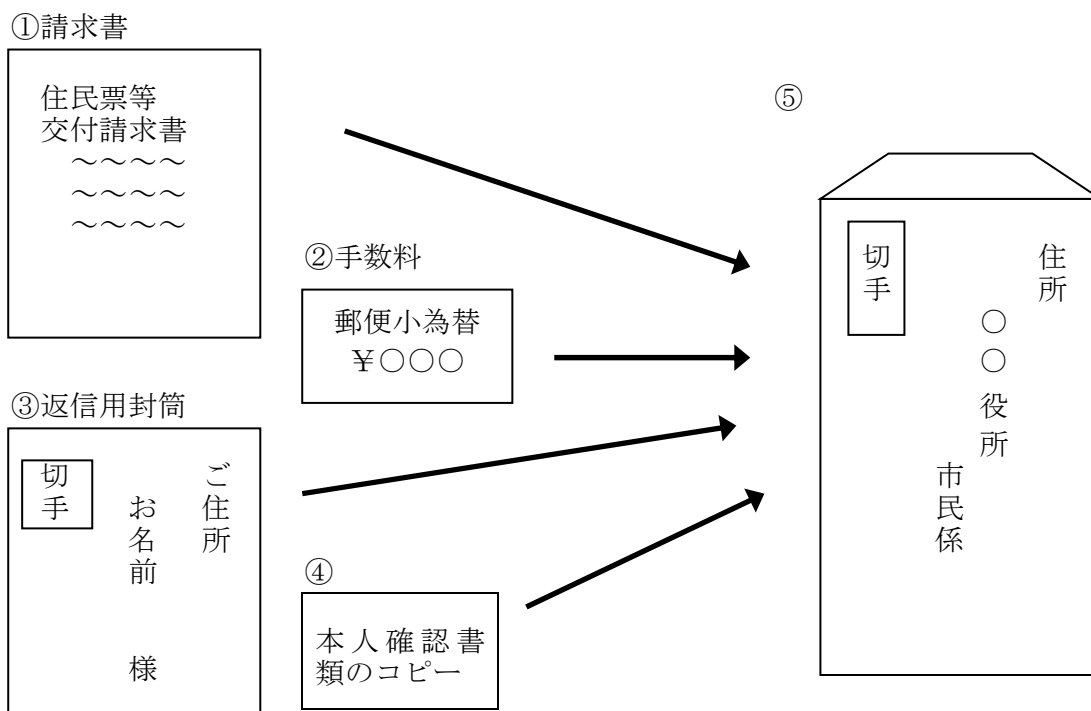 ①請求書
住民票等
交付請求書
～～～～
～～～～
～～～～
②手数料
郵便小為替
￥○○○
③返信用封筒
切手
ご住所
お名前　様
④
本人確認書
類のコピー
⑤
切手
住所
○○役所
市民係